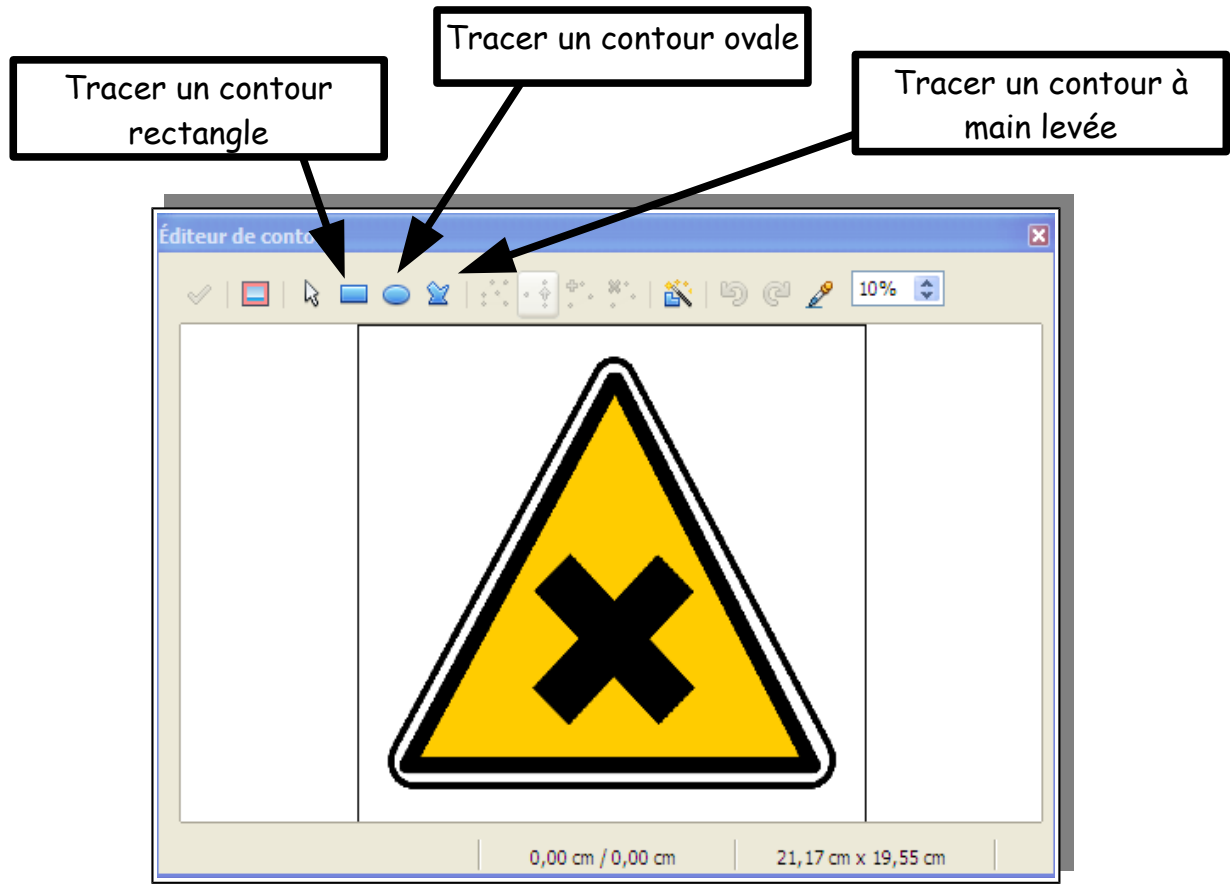 Tracer un contour ovale
Tracer un contour
rectangle
Tracer un contour à
main levée
Éditeur de conto
10%
0,00 cm / 0,00 cm
21,17 cm x 19,55 cm